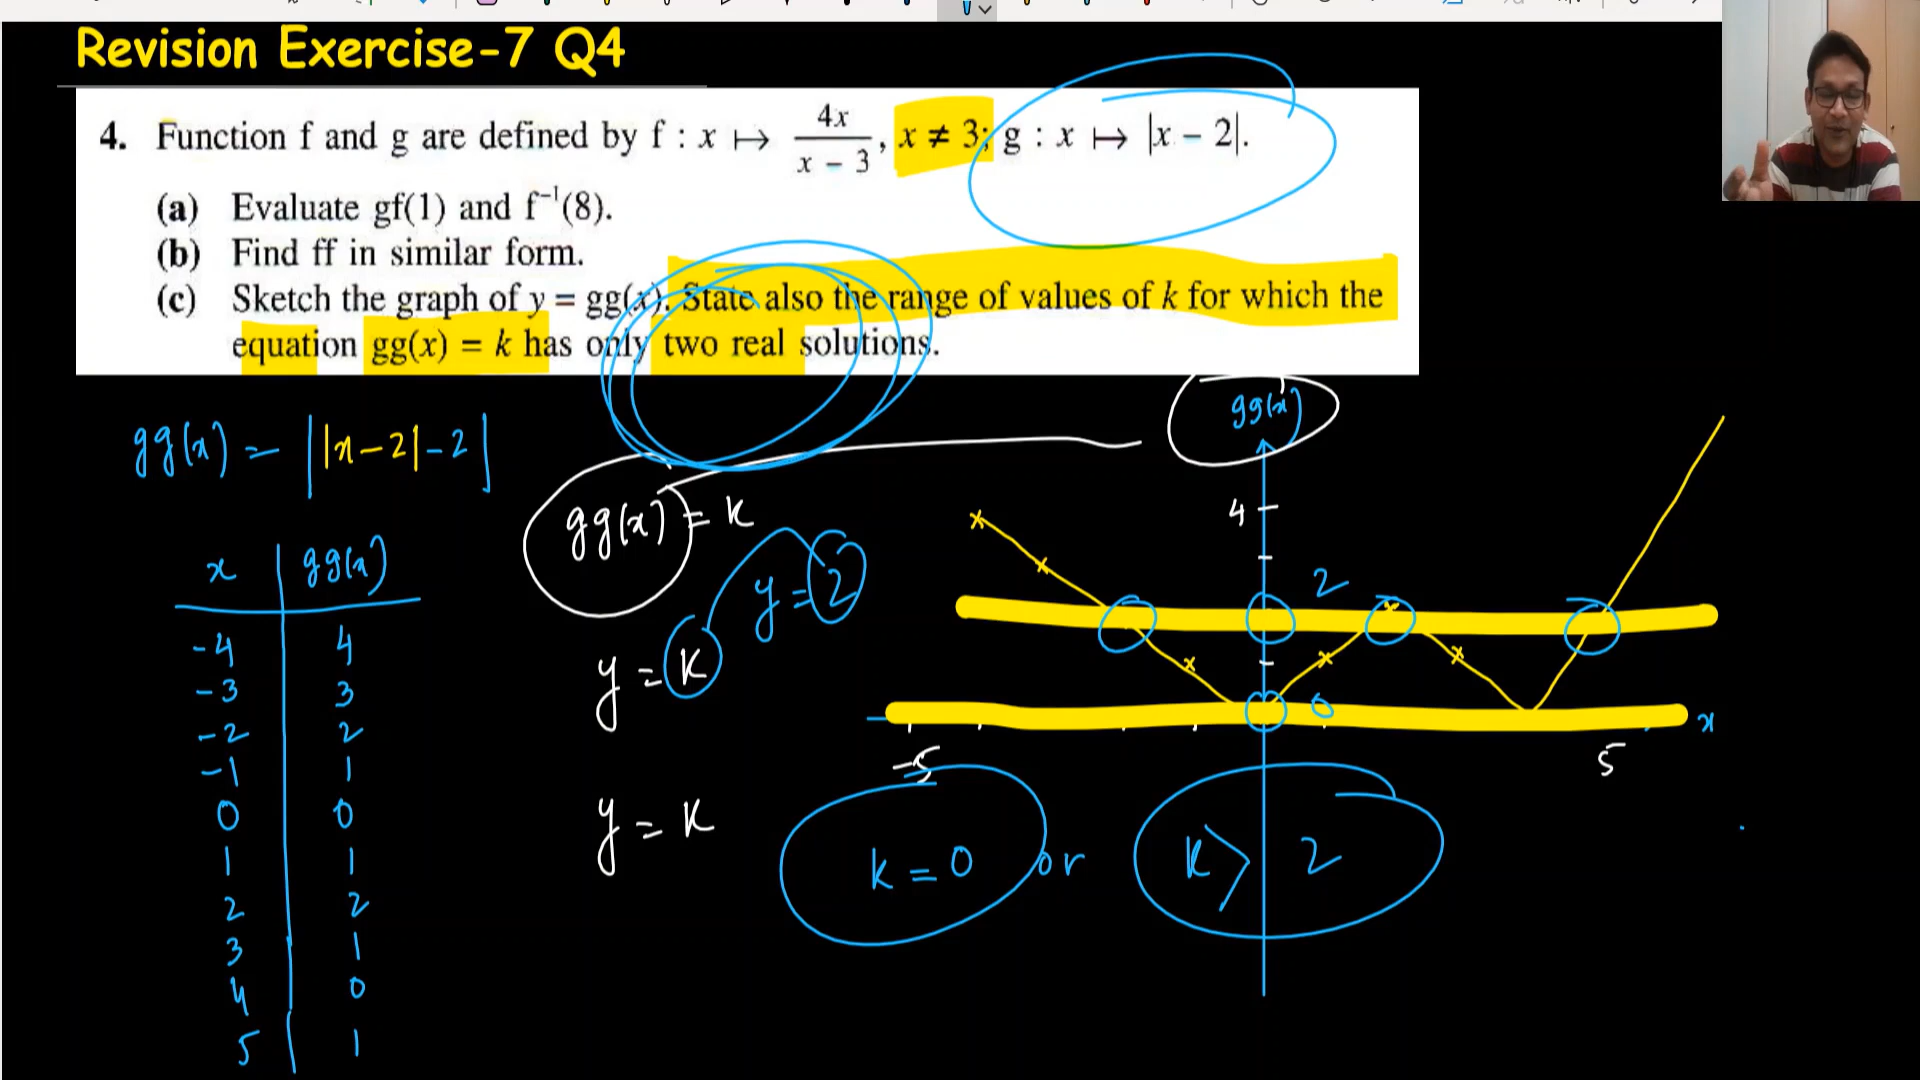 Revision Exercise-7 Q4
4. Function f and g are defined by f : x ↦ 4x / (x − 3), x ≠ 3; g : x ↦ |x − 2|.
(a) Evaluate gf(1) and f⁻¹(8).
(b) Find ff in similar form.
(c) Sketch the graph of y = gg(x). State also the range of values of k for which the
equation gg(x) = k has only two real solutions.
gg(x) = ||x-2|-2|
x gg(x)
-4 4
-3 3
-2 2
-1 1
0 0
1 1
2 2
3 1
4 0
5 1
gg(x) = k
y = 2
y = k
y = k
gg(x)
4
2
0
x
-5
5
k = 0 or k > 2